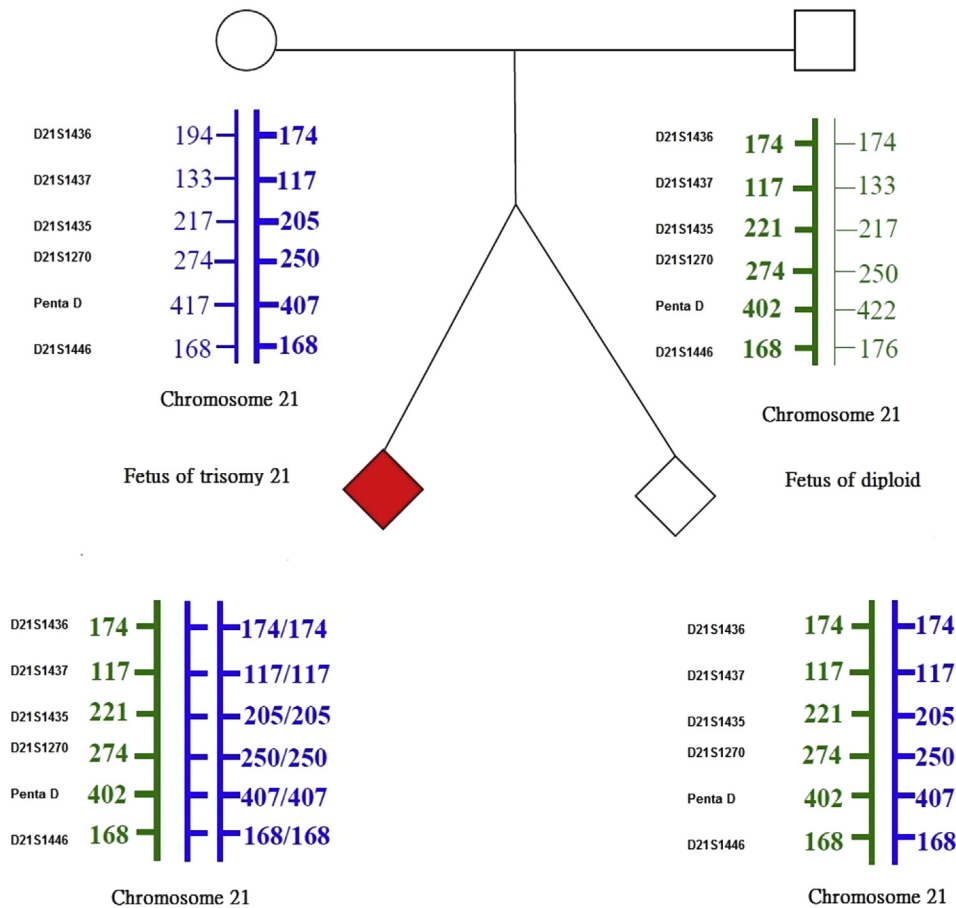 D21S1436 194 174
D21S1437 133 117
D21S1435 217 205
D21S1270 274 250
Penta D 417 407
D21S1446 168 168
Chromosome 21
D21S1436 174 174
D21S1437 117 133
D21S1435 221 217
D21S1270 274 250
Penta D 402 422
D21S1446 168 176
Chromosome 21
Fetus of trisomy 21
Fetus of diploid
D21S1436 174 174/174
D21S1437 117 117/117
D21S1435 221 205/205
D21S1270 274 250/250
Penta D 402 407/407
D21S1446 168 168/168
Chromosome 21
D21S1436 174 174
D21S1437 117 117
D21S1435 221 205
D21S1270 274 250
Penta D 402 407
D21S1446 168 168
Chromosome 21